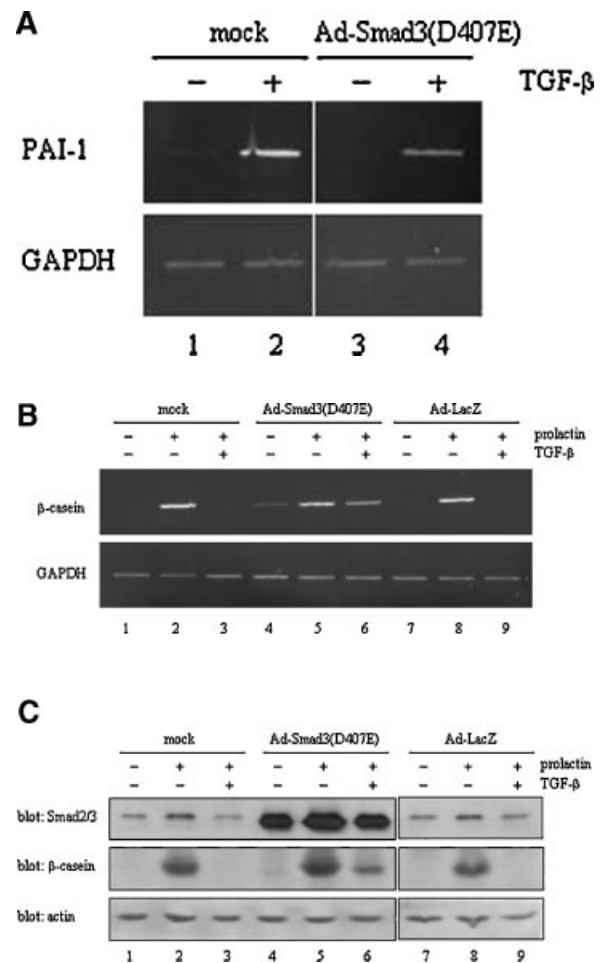 A
mock Ad-Smad3(D407E)
− + − + TGF-β
PAI-1
GAPDH
1 2 3 4
B
mock Ad-Smad3(D407E) Ad-LacZ
− + + − + + − + + prolactin
− − + − − + − − + TGF-β
β-casein
GAPDH
1 2 3 4 5 6 7 8 9
C
mock Ad-Smad3(D407E) Ad-LacZ
− + + − + + − + + prolactin
− − + − − + − − + TGF-β
blot: Smad2/3
blot: β-casein
blot: actin
1 2 3 4 5 6 7 8 9